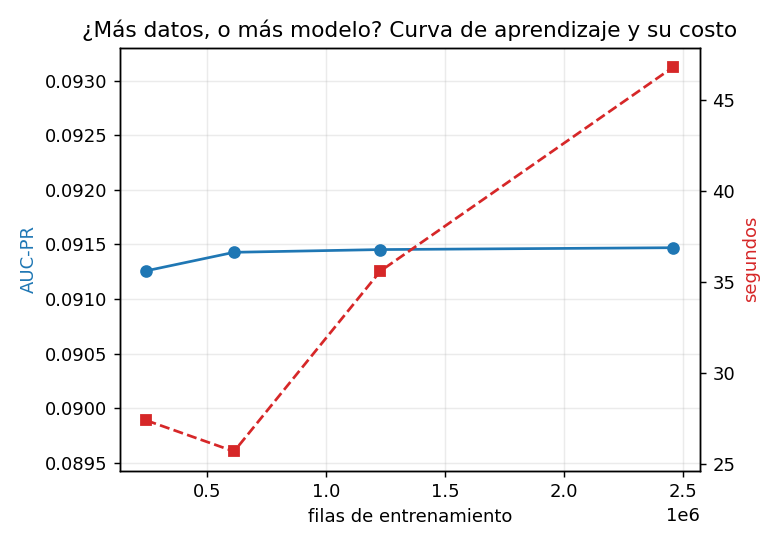 ¿Más datos, o más modelo? Curva de aprendizaje y su costo
0.0930
0.0925
0.0920
0.0915
0.0910
0.0905
0.0900
0.0895
AUC-PR
45
40
35
30
25
segundos
0.5 1.0 1.5 2.0 2.5
1e6
filas de entrenamiento